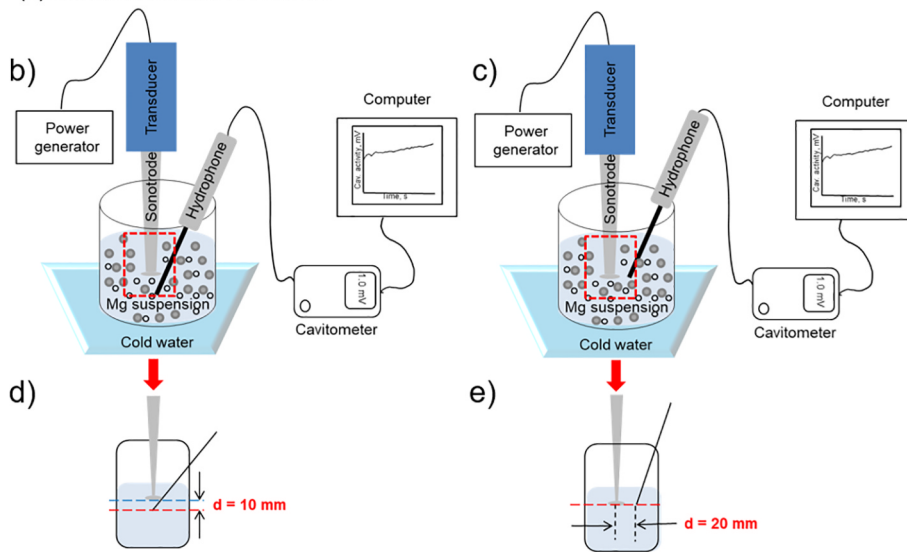 b)
Power
generator
Transducer
Sonotrode
Hydrophone
Computer
Cav. activity, mV
Time, s
1.0 mV
Cavitometer
Mg suspension
Cold water
c)
Power
generator
Transducer
Sonotrode
Hydrophone
Computer
Cav. activity, mV
Time, s
1.0 mV
Cavitometer
Mg suspension
Cold water
d)
d = 10 mm
e)
d = 20 mm